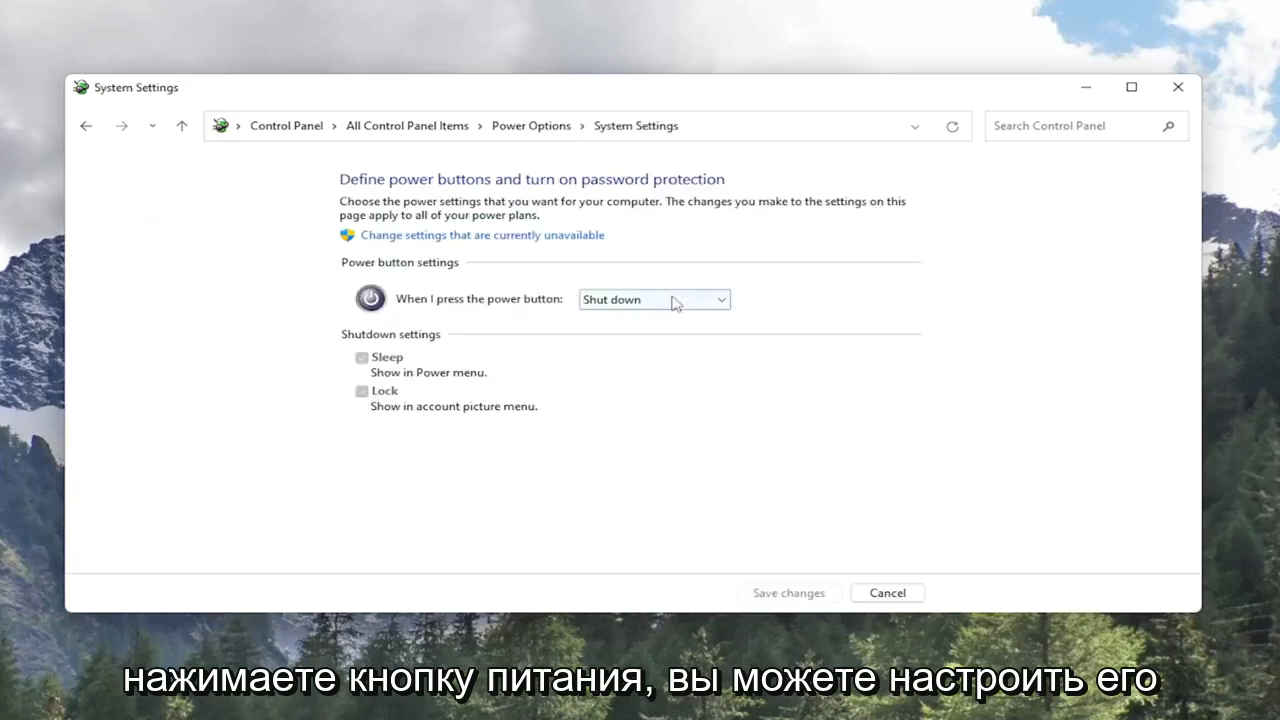 System Settings
Control Panel › All Control Panel Items › Power Options › System Settings
Search Control Panel
Define power buttons and turn on password protection
Choose the power settings that you want for your computer. The changes you make to the settings on this
page apply to all of your power plans.
Change settings that are currently unavailable
Power button settings
When I press the power button: Shut down
Shutdown settings
Sleep
Show in Power menu.
Lock
Show in account picture menu.
Save changes Cancel
нажимаете кнопку питания, вы можете настроить его